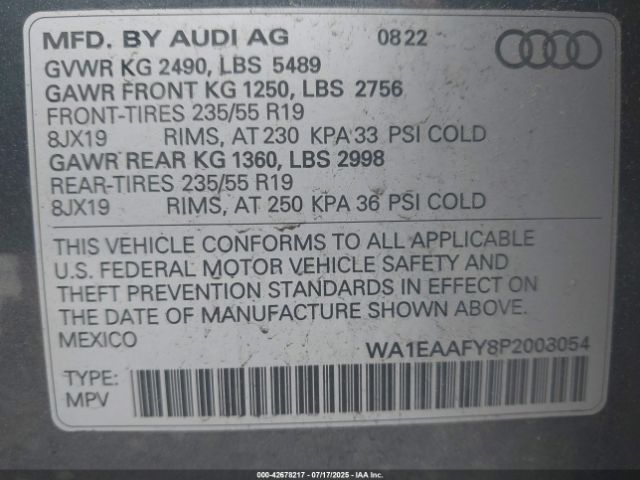 MFD. BY AUDI AG 0822
GVWR KG 2490, LBS 5489
GAWR FRONT KG 1250, LBS 2756
FRONT-TIRES 235/55 R19
8JX19 RIMS, AT 230 KPA 33 PSI COLD
GAWR REAR KG 1360, LBS 2998
REAR-TIRES 235/55 R19
8JX19 RIMS, AT 250 KPA 36 PSI COLD
THIS VEHICLE CONFORMS TO ALL APPLICABLE
U.S. FEDERAL MOTOR VEHICLE SAFETY AND
THEFT PREVENTION STANDARDS IN EFFECT ON
THE DATE OF MANUFACTURE SHOWN ABOVE.
MEXICO WA1EAAFY8P2003054
TYPE:
MPV
000-42678217 - 07/17/2025 - IAAI.COM